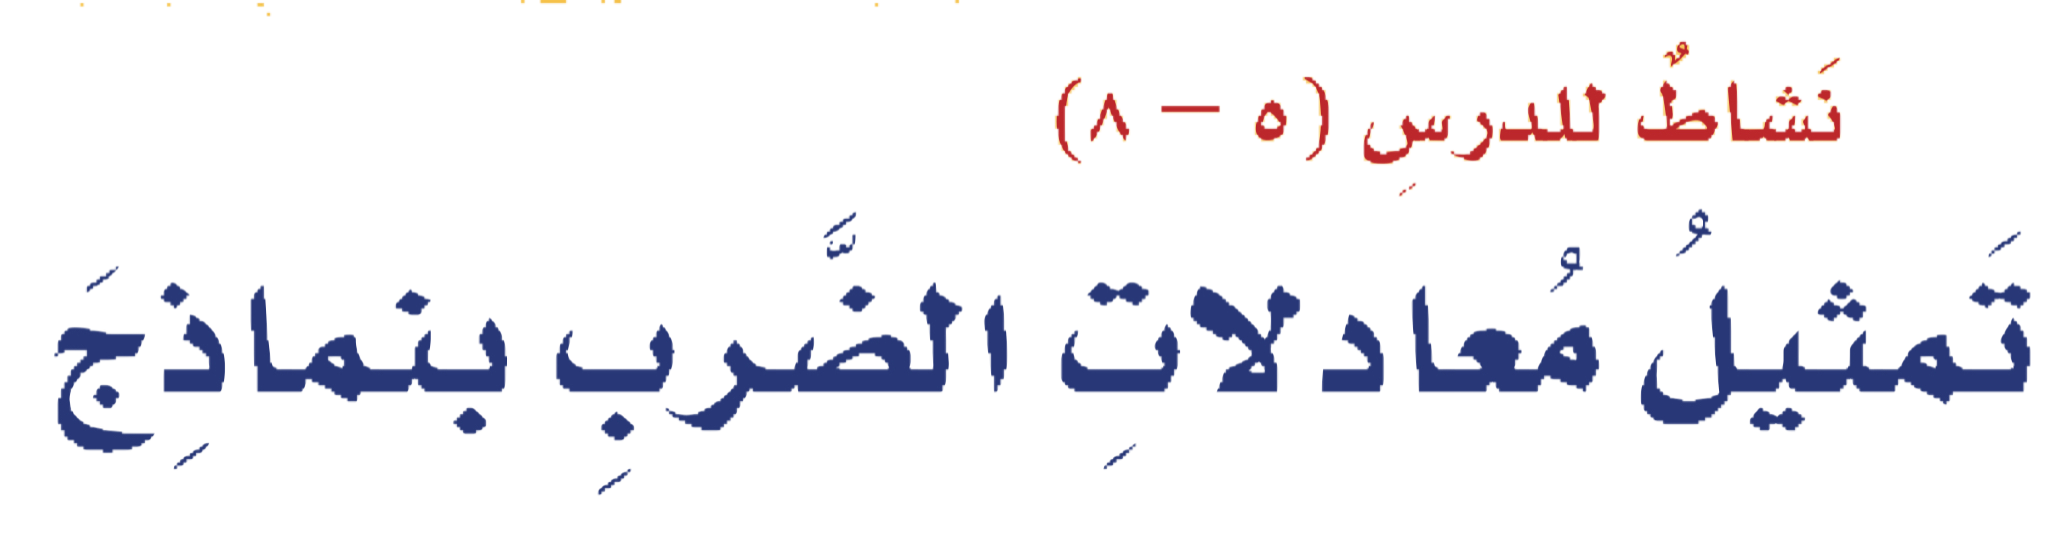 نَشاطٌ للدرسِ (٥ – ٨)
تَمثيلُ مُعادلاتِ الضَّربِ بنماذِجَ